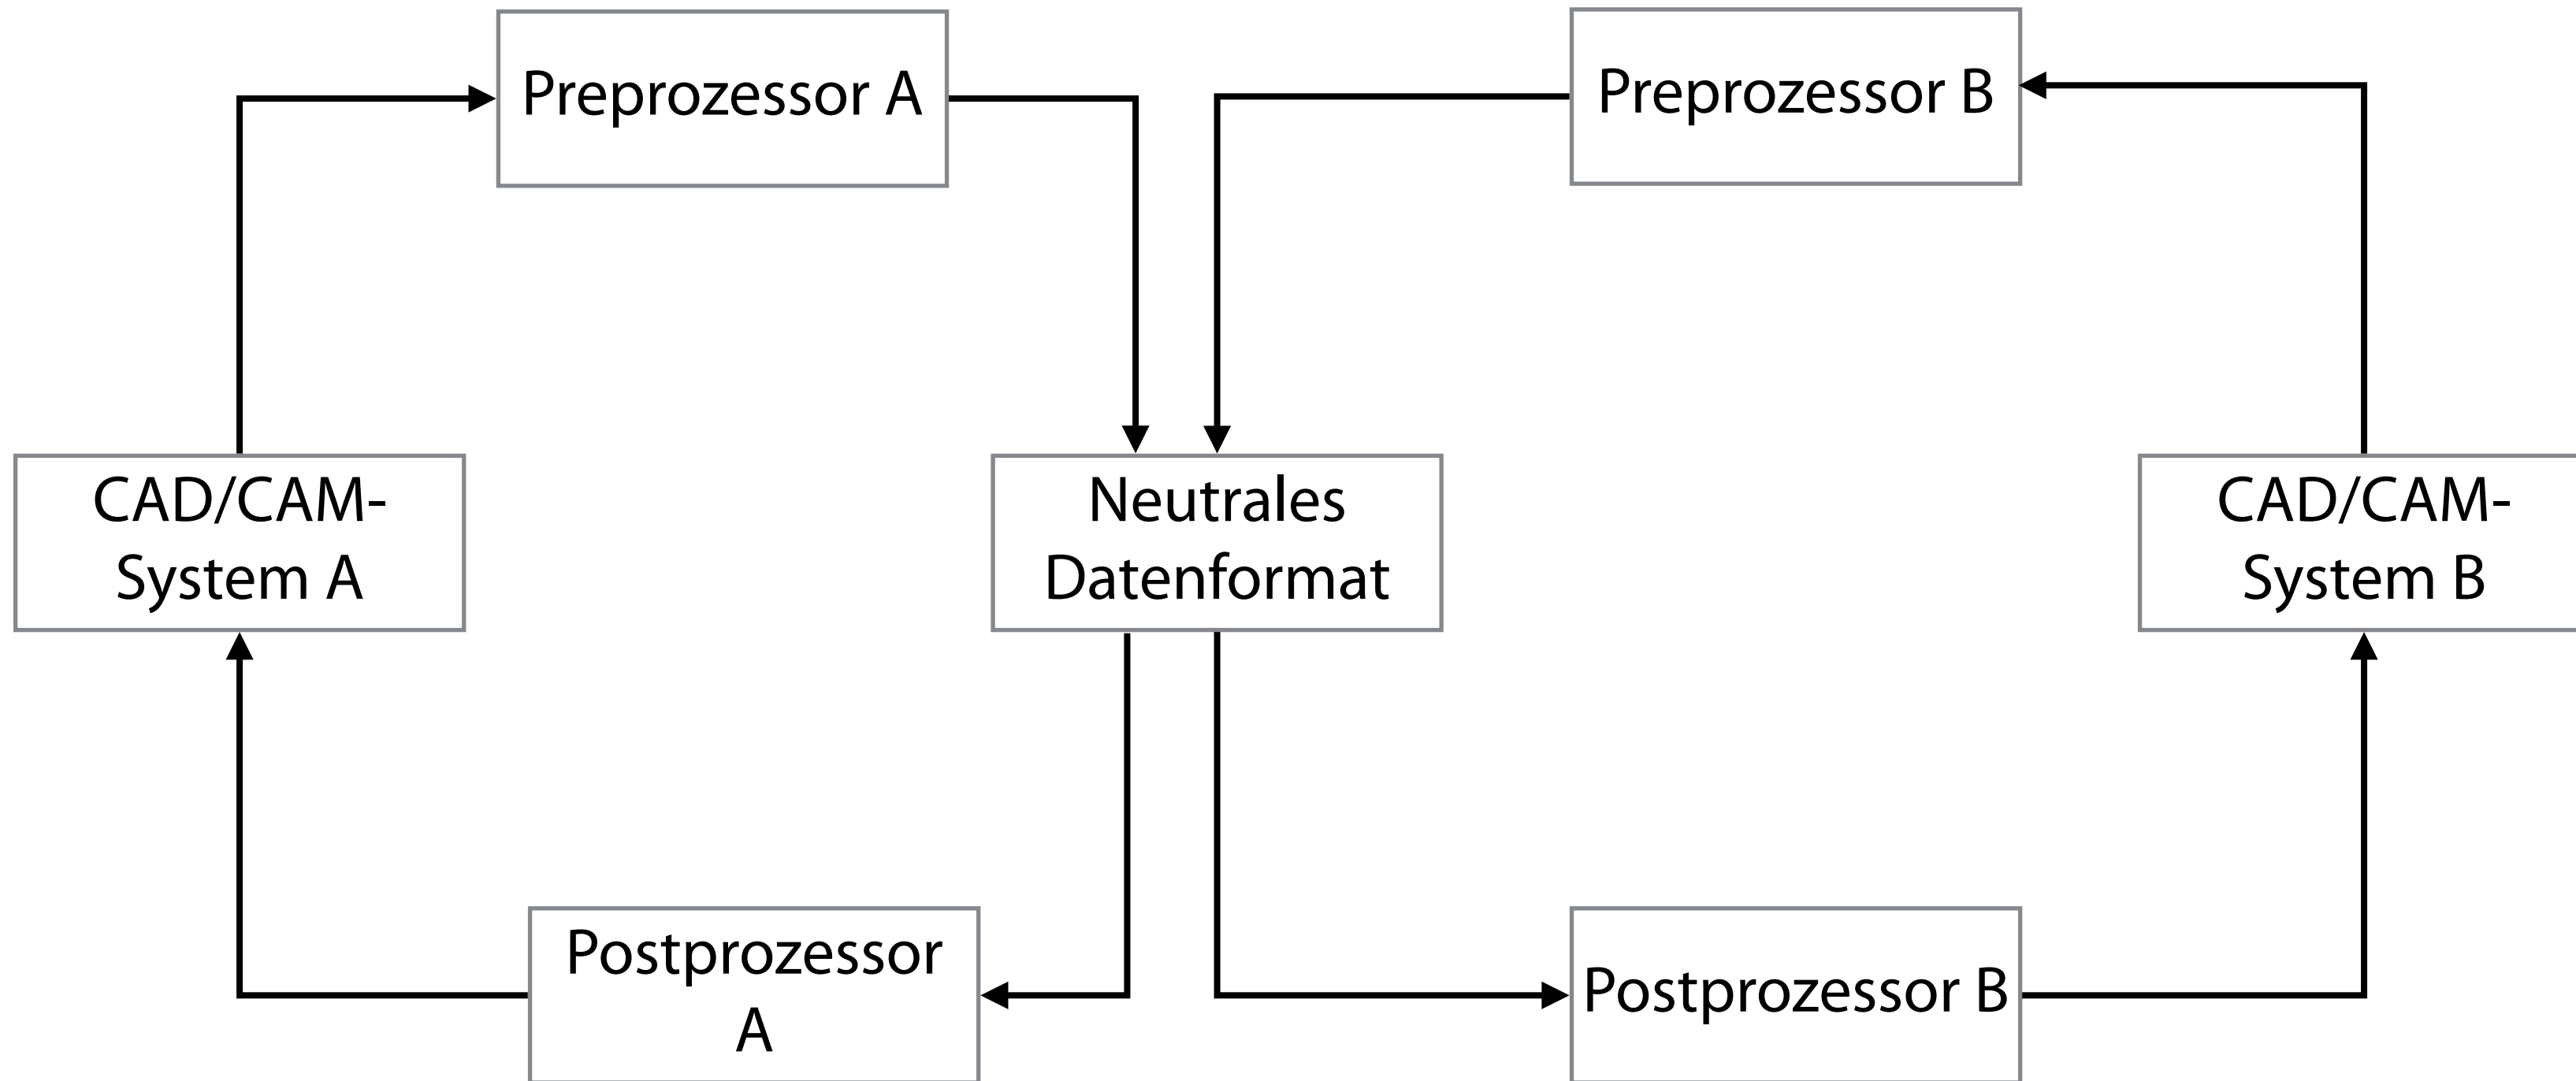 Preprozessor A
Preprozessor B
CAD/CAM-
System A
Neutrales
Datenformat
CAD/CAM-
System B
Postprozessor
A
Postprozessor B